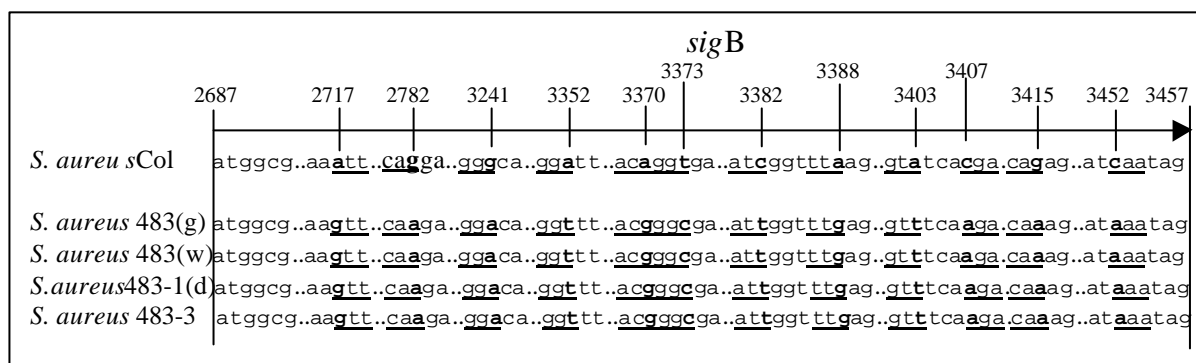 sigB
3373 3388 3407
2687 2717 2782 3241 3352 3370 3382 3403 3415 3452 3457
S. aureu sCol atggcg..aaatt..cagga..gggca..ggatt..acaggtga..atcggtttaag..gtatcacga.cagag..atcaatag
S. aureus 483(g) atggcg..aagtt..caaga..ggaca..ggttt..acgggcga..attggtttgag..gtttcaaga.caaag..ataaatag
S. aureus 483(w) atggcg..aagtt..caaga..ggaca..ggttt..acgggcga..attggtttgag..gtttcaaga.caaag..ataaatag
S.aureus483-1(d) atggcg..aagtt..caaga..ggaca..ggttt..acgggcga..attggtttgag..gtttcaaga.caaag..ataaatag
S. aureus 483-3 atggcg..aagtt..caaga..ggaca..ggttt..acgggcga..attggtttgag..gtttcaaga.caaag..ataaatag